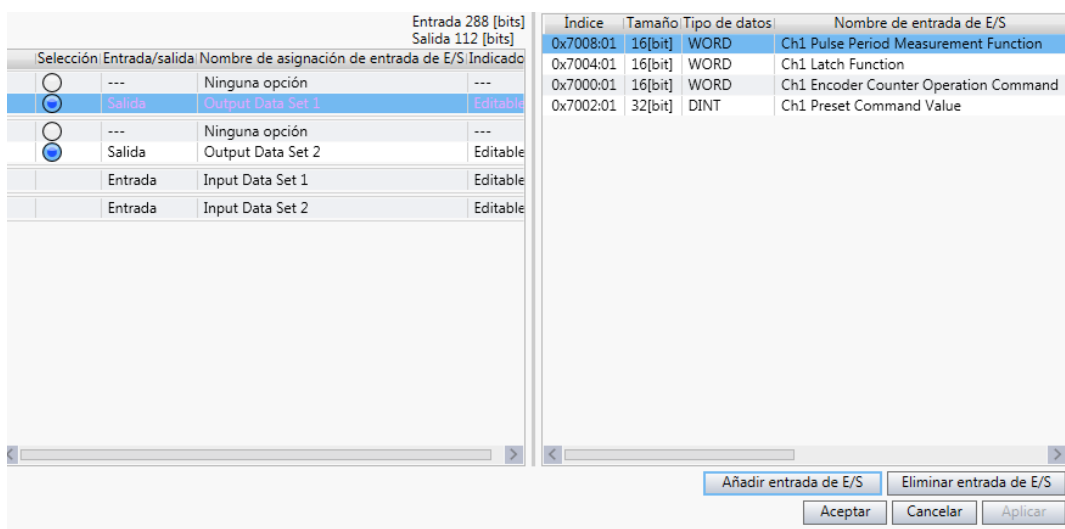 Entrada 288 [bits]
Salida 112 [bits]
Selección Entrada/salida Nombre de asignación de entrada de E/S Indicado
--- Ninguna opción ---
Salida Output Data Set 1 Editable
--- Ninguna opción ---
Salida Output Data Set 2 Editable
Entrada Input Data Set 1 Editable
Entrada Input Data Set 2 Editable
Índice Tamaño Tipo de datos Nombre de entrada de E/S
0x7008:01 16[bit] WORD Ch1 Pulse Period Measurement Function
0x7004:01 16[bit] WORD Ch1 Latch Function
0x7000:01 16[bit] WORD Ch1 Encoder Counter Operation Command
0x7002:01 32[bit] DINT Ch1 Preset Command Value
Añadir entrada de E/S Eliminar entrada de E/S
Aceptar Cancelar Aplicar